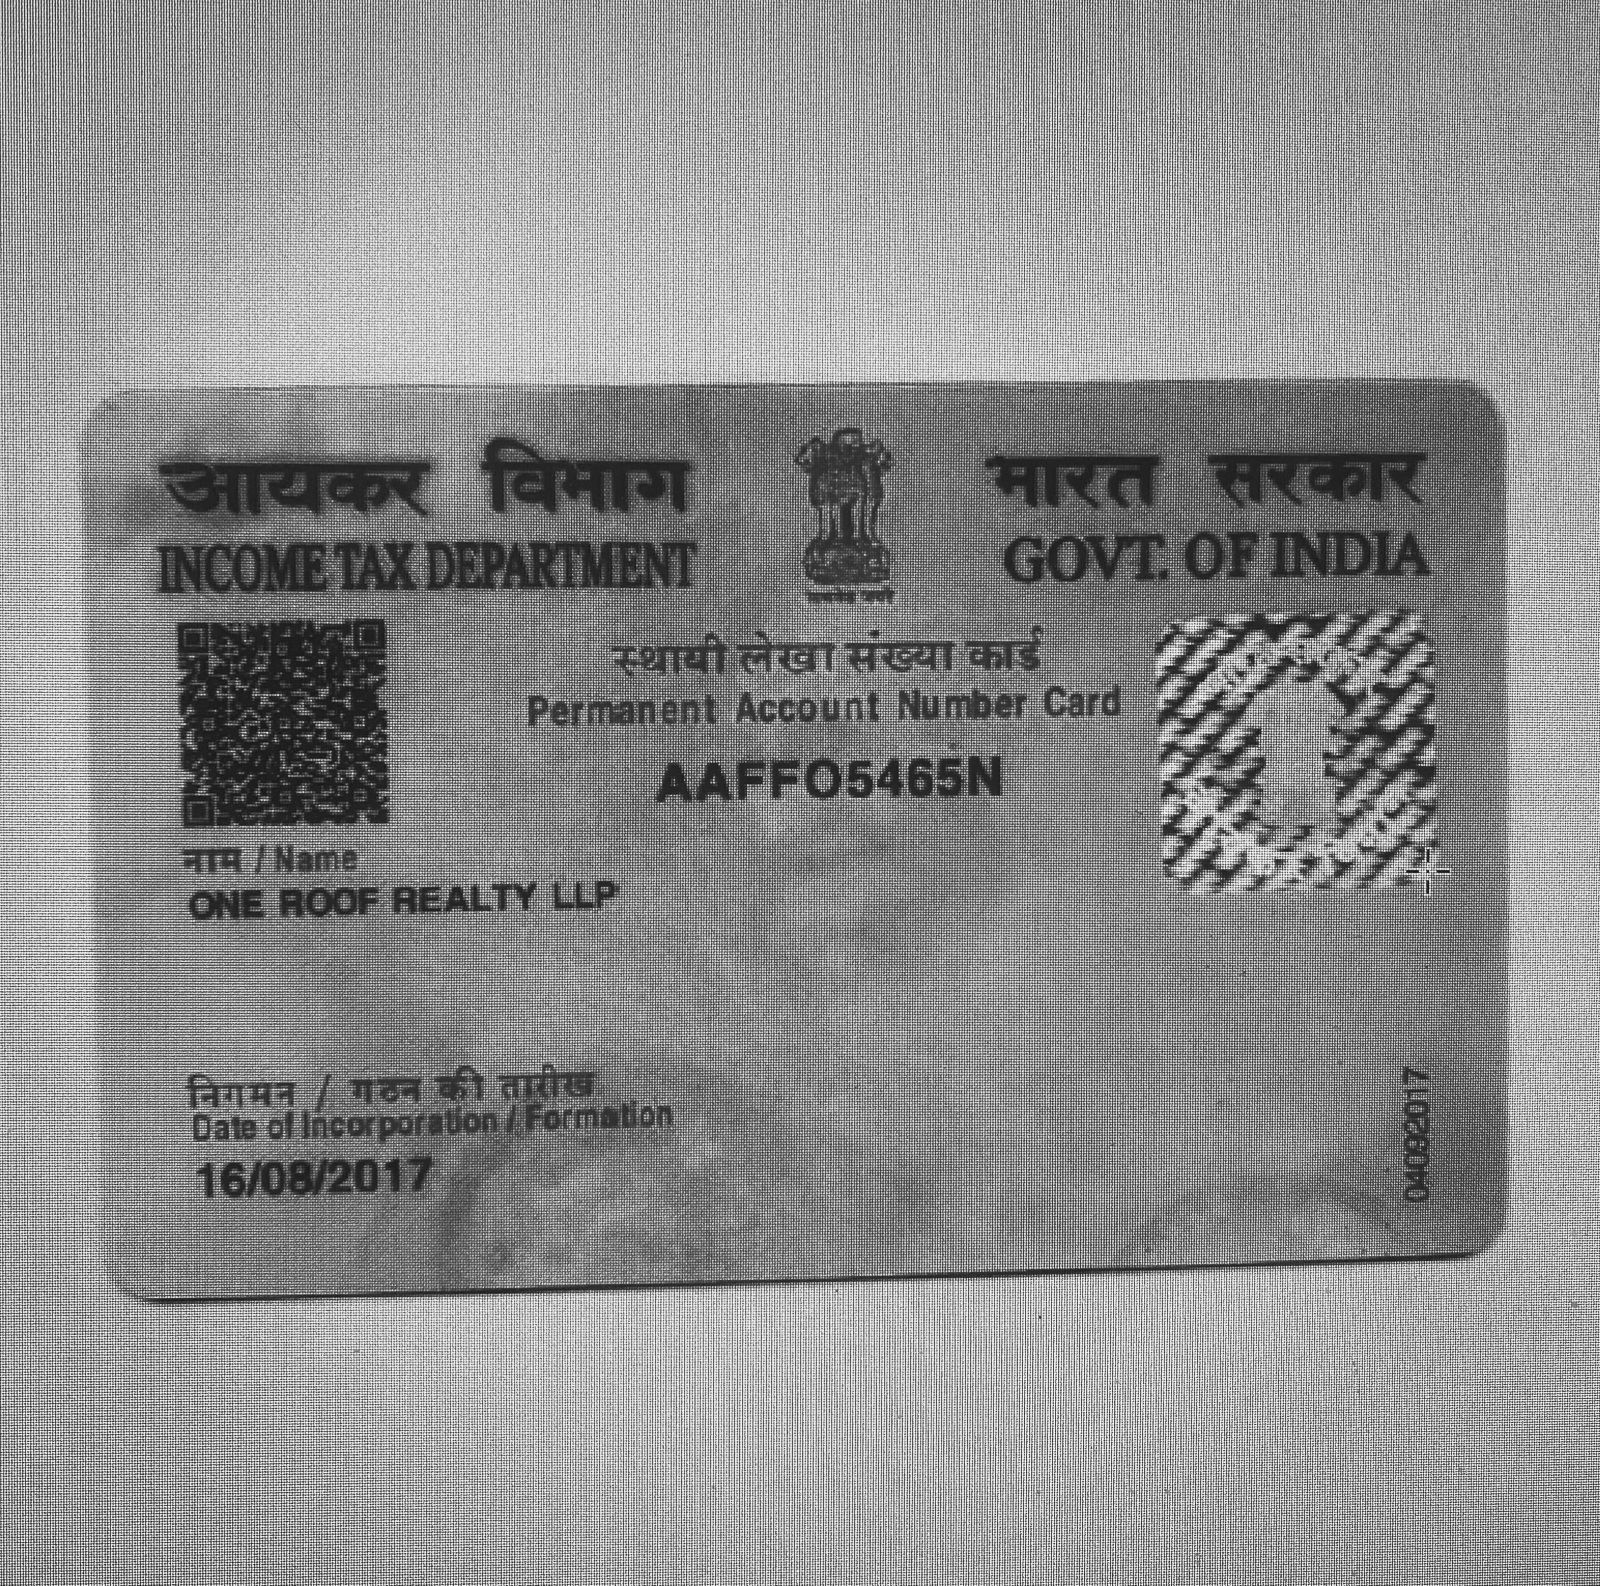 आयकर विभाग
INCOME TAX DEPARTMENT
भारत सरकार
GOVT. OF INDIA
स्थायी लेखा संख्या कार्ड
Permanent Account Number Card
AAFFO5465N
नाम / Name
ONE ROOF REALTY LLP
निगमन / गठन की तारीख
Date of Incorporation / Formation
16/08/2017
04092017